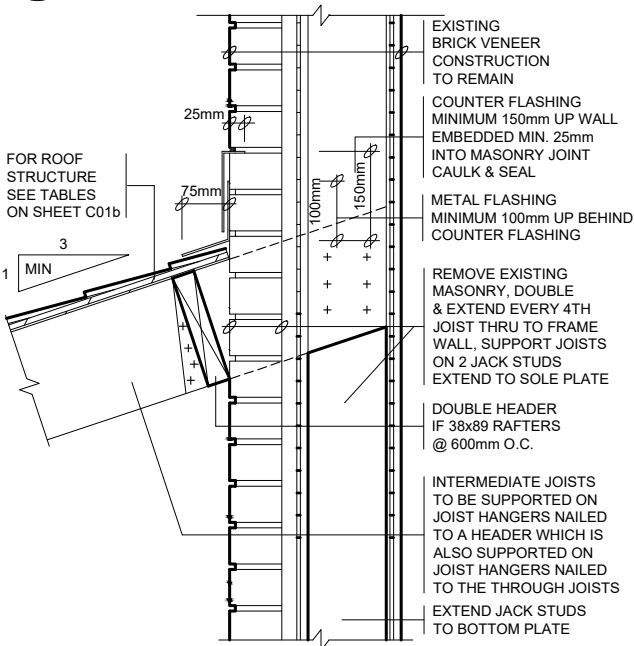 EXISTING
BRICK VENEER
CONSTRUCTION
TO REMAIN
COUNTER FLASHING
MINIMUM 150mm UP WALL
EMBEDDED MIN. 25mm
INTO MASONRY JOINT
CAULK & SEAL
METAL FLASHING
MINIMUM 100mm UP BEHIND
COUNTER FLASHING
REMOVE EXISTING
MASONRY, DOUBLE
& EXTEND EVERY 4TH
JOIST THRU TO FRAME
WALL, SUPPORT JOISTS
ON 2 JACK STUDS
EXTEND TO SOLE PLATE
DOUBLE HEADER
IF 38x89 RAFTERS
@ 600mm O.C.
INTERMEDIATE JOISTS
TO BE SUPPORTED ON
JOIST HANGERS NAILED
TO A HEADER WHICH IS
ALSO SUPPORTED ON
JOIST HANGERS NAILED
TO THE THROUGH JOISTS
EXTEND JACK STUDS
TO BOTTOM PLATE
25mm
FOR ROOF
STRUCTURE
SEE TABLES
ON SHEET C01b
75mm
100mm
150mm
3
1
MIN